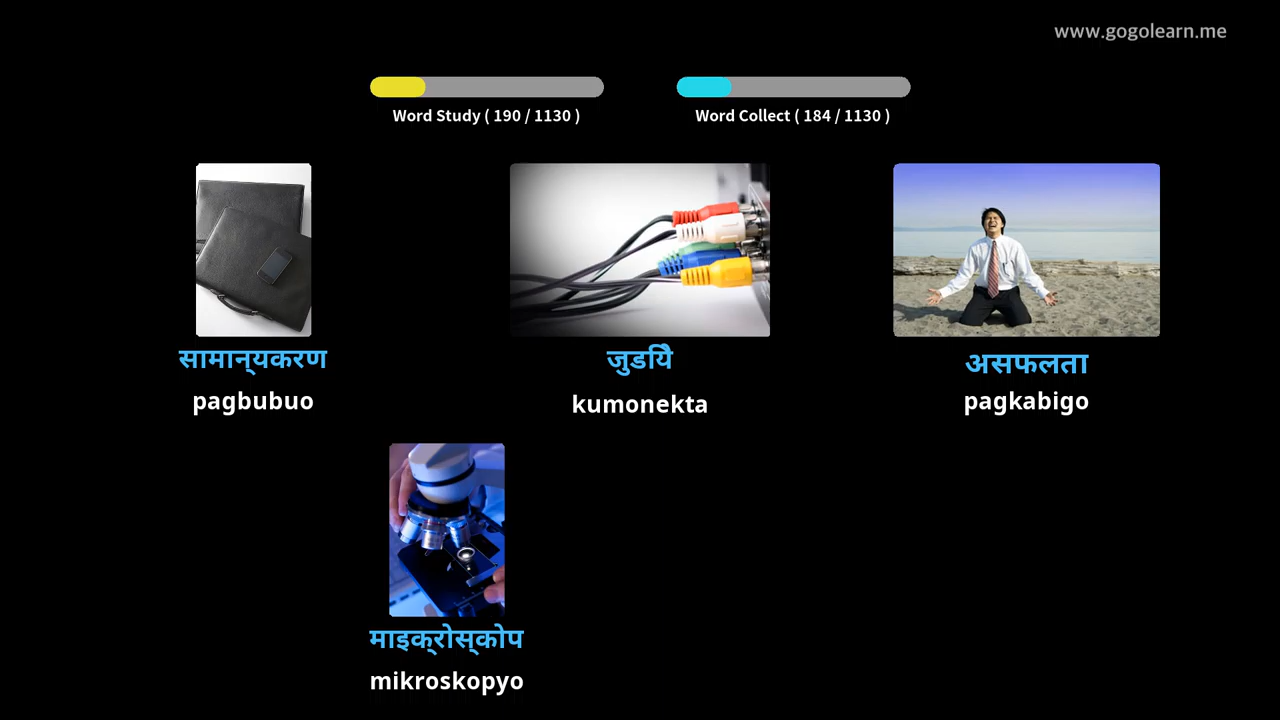 www.gogolearn.me
Word Study ( 190 / 1130 )
Word Collect ( 184 / 1130 )
सामान्यकरण
pagbubuo
जुडयिे
kumonekta
असफलता
pagkabigo
माइक्रोस्कोप
mikroskopyo